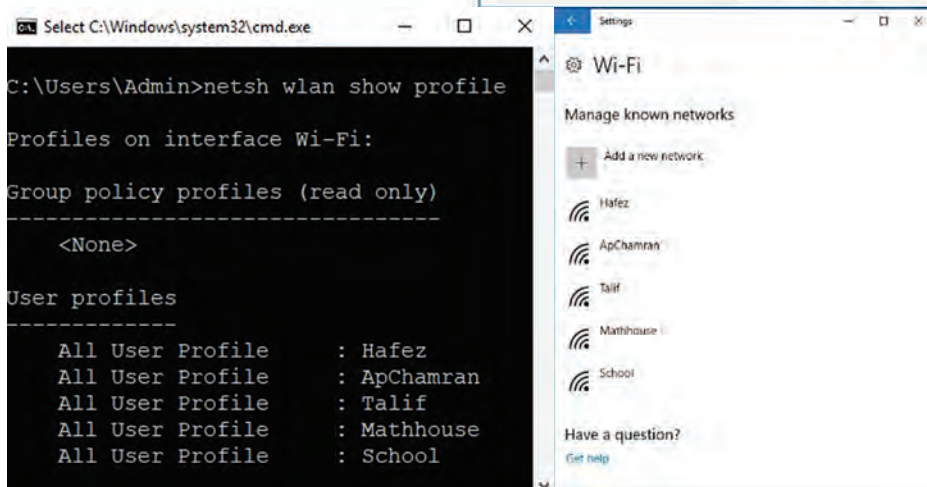 Select C:\Windows\system32\cmd.exe
C:\Users\Admin>netsh wlan show profile
Profiles on interface Wi-Fi:
Group policy profiles (read only)
---------------------------------
<None>
User profiles
-------------
All User Profile : Hafez
All User Profile : ApChamran
All User Profile : Talif
All User Profile : Mathhouse
All User Profile : School
Settings
Wi-Fi
Manage known networks
Add a new network
Hafez
ApChamran
Talif
Mathhouse
School
Have a question?
Get help